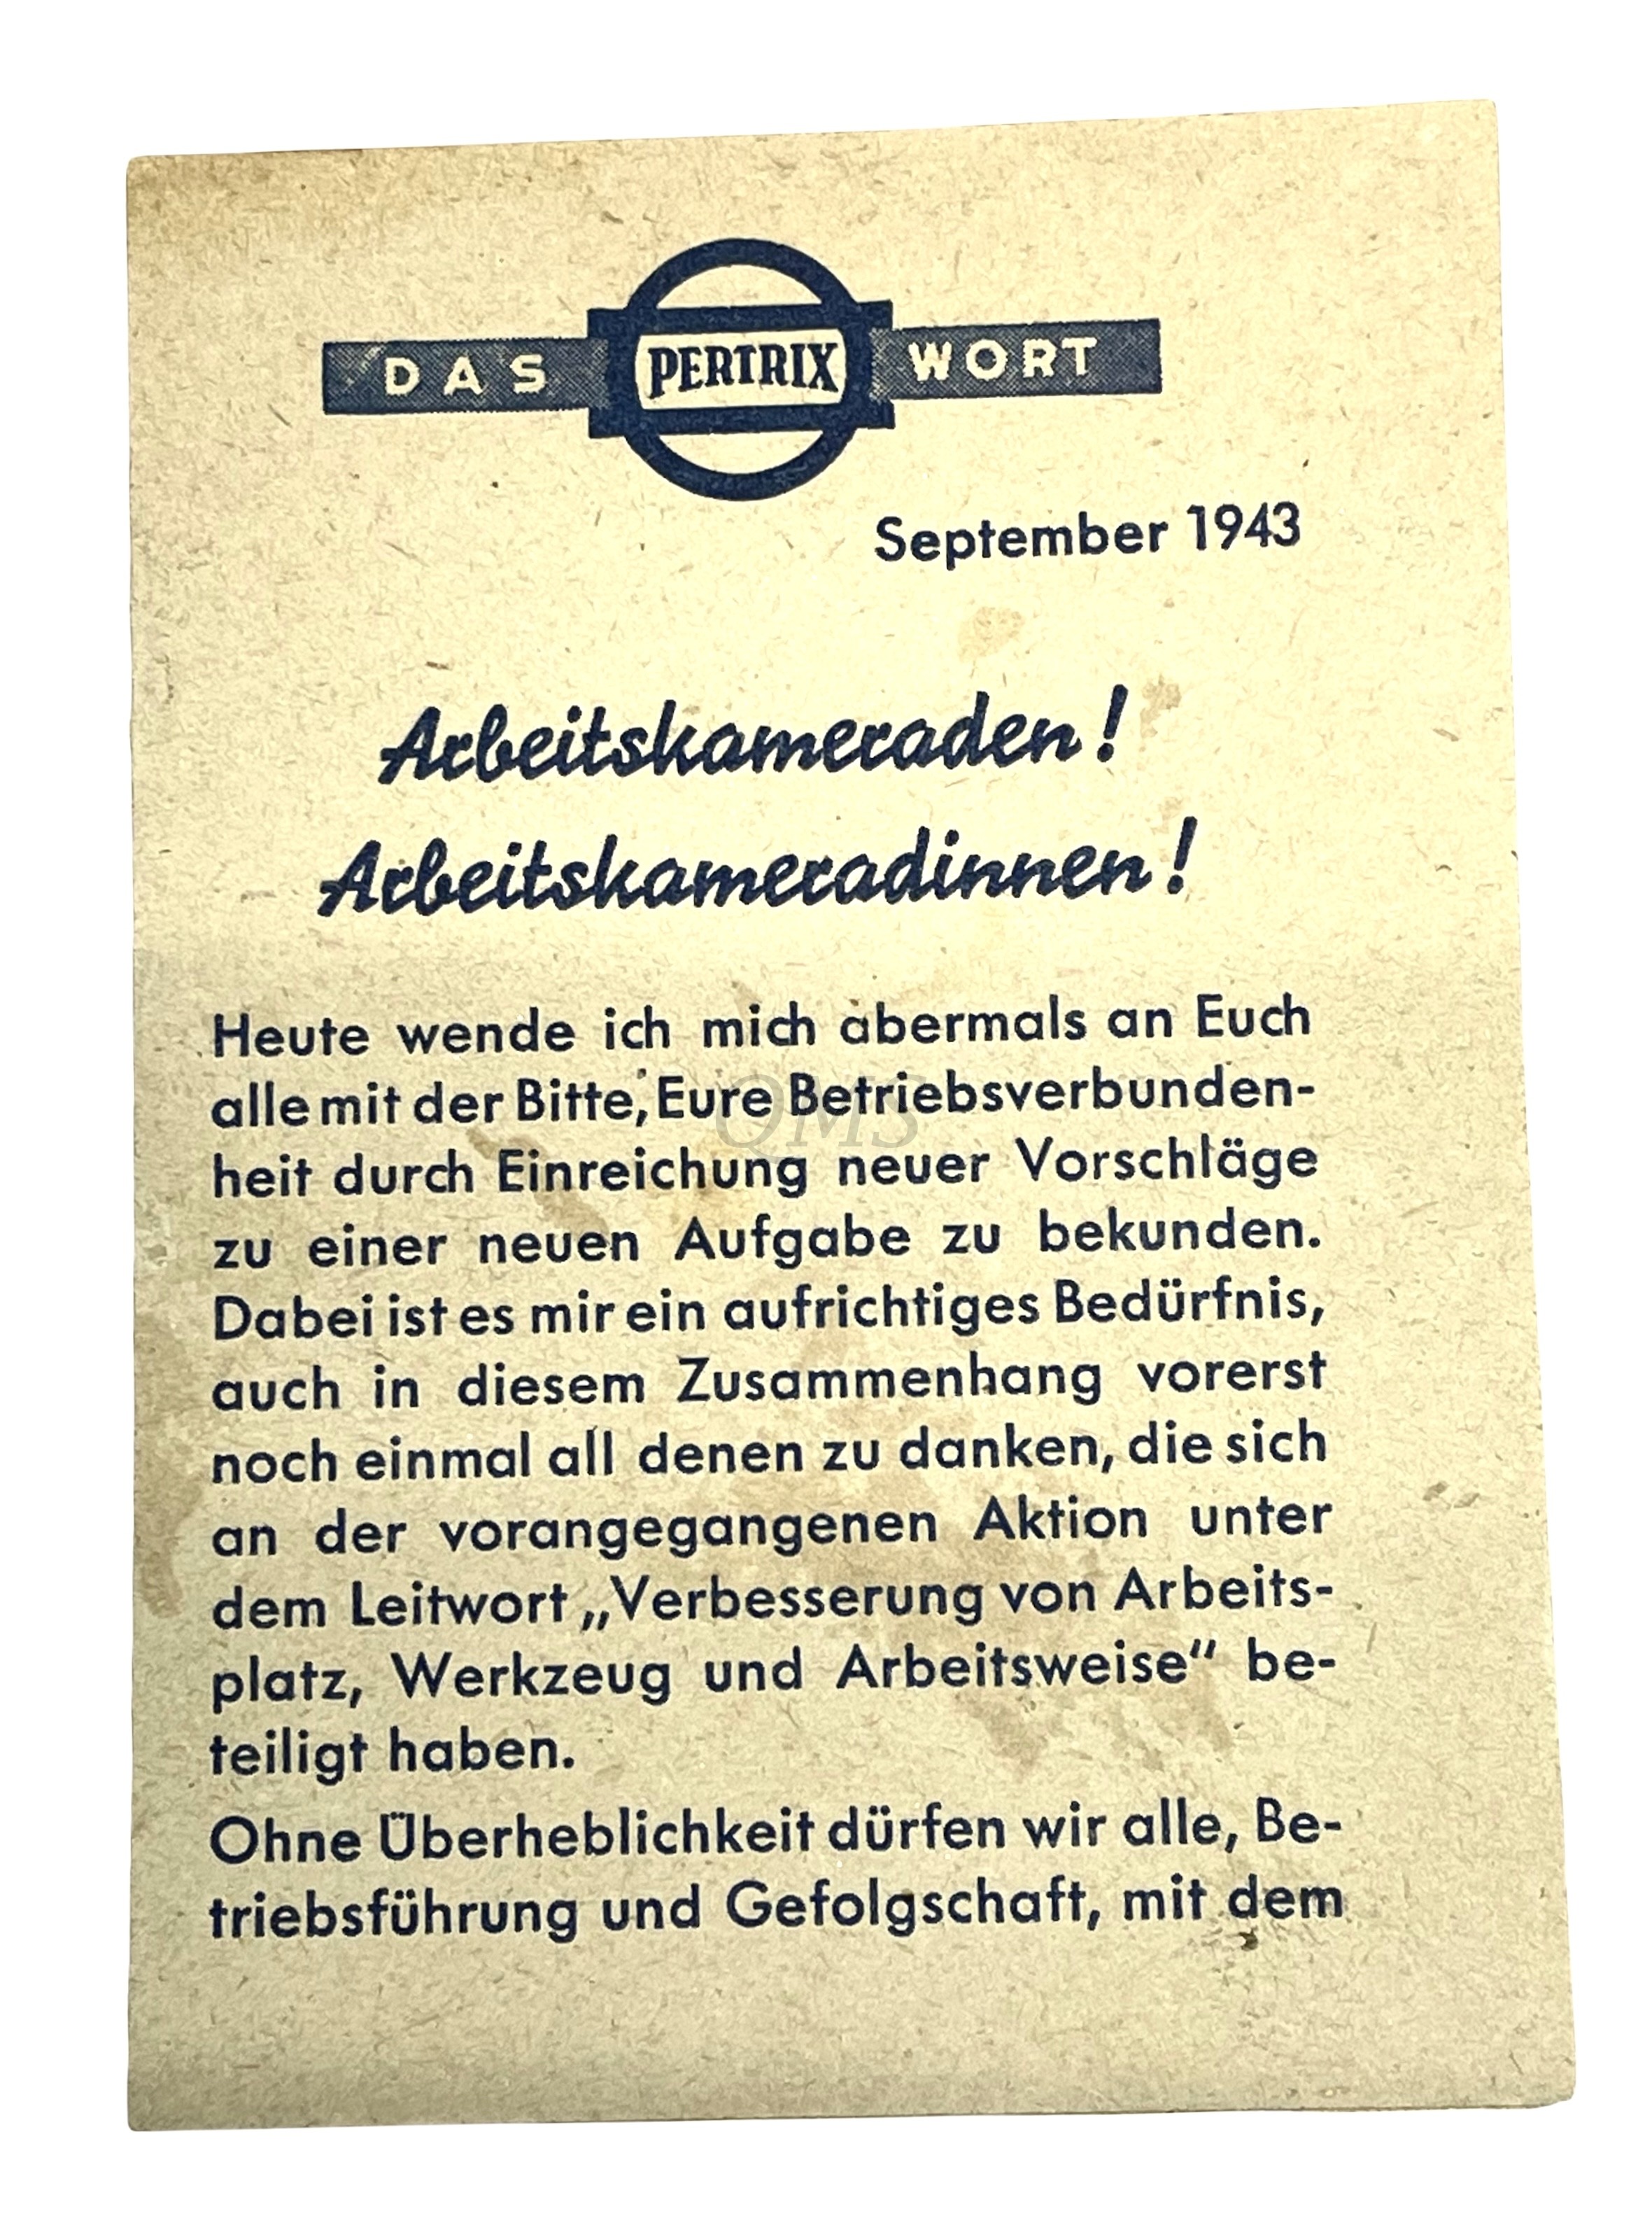 DAS PERTRIX WORT
September 1943
Arbeitskameraden!
Arbeitskameradinnen!
Heute wende ich mich abermals an Euch
alle mit der Bitte, Eure Betriebsverbunden-
heit durch Einreichung neuer Vorschläge
zu einer neuen Aufgabe zu bekunden.
Dabei ist es mir ein aufrichtiges Bedürfnis,
auch in diesem Zusammenhang vorerst
noch einmal all denen zu danken, die sich
an der vorangegangenen Aktion unter
dem Leitwort „Verbesserung von Arbeits-
platz, Werkzeug und Arbeitsweise“ be-
teiligt haben.
Ohne Überheblichkeit dürfen wir alle, Be-
triebsführung und Gefolgschaft, mit dem
QMS